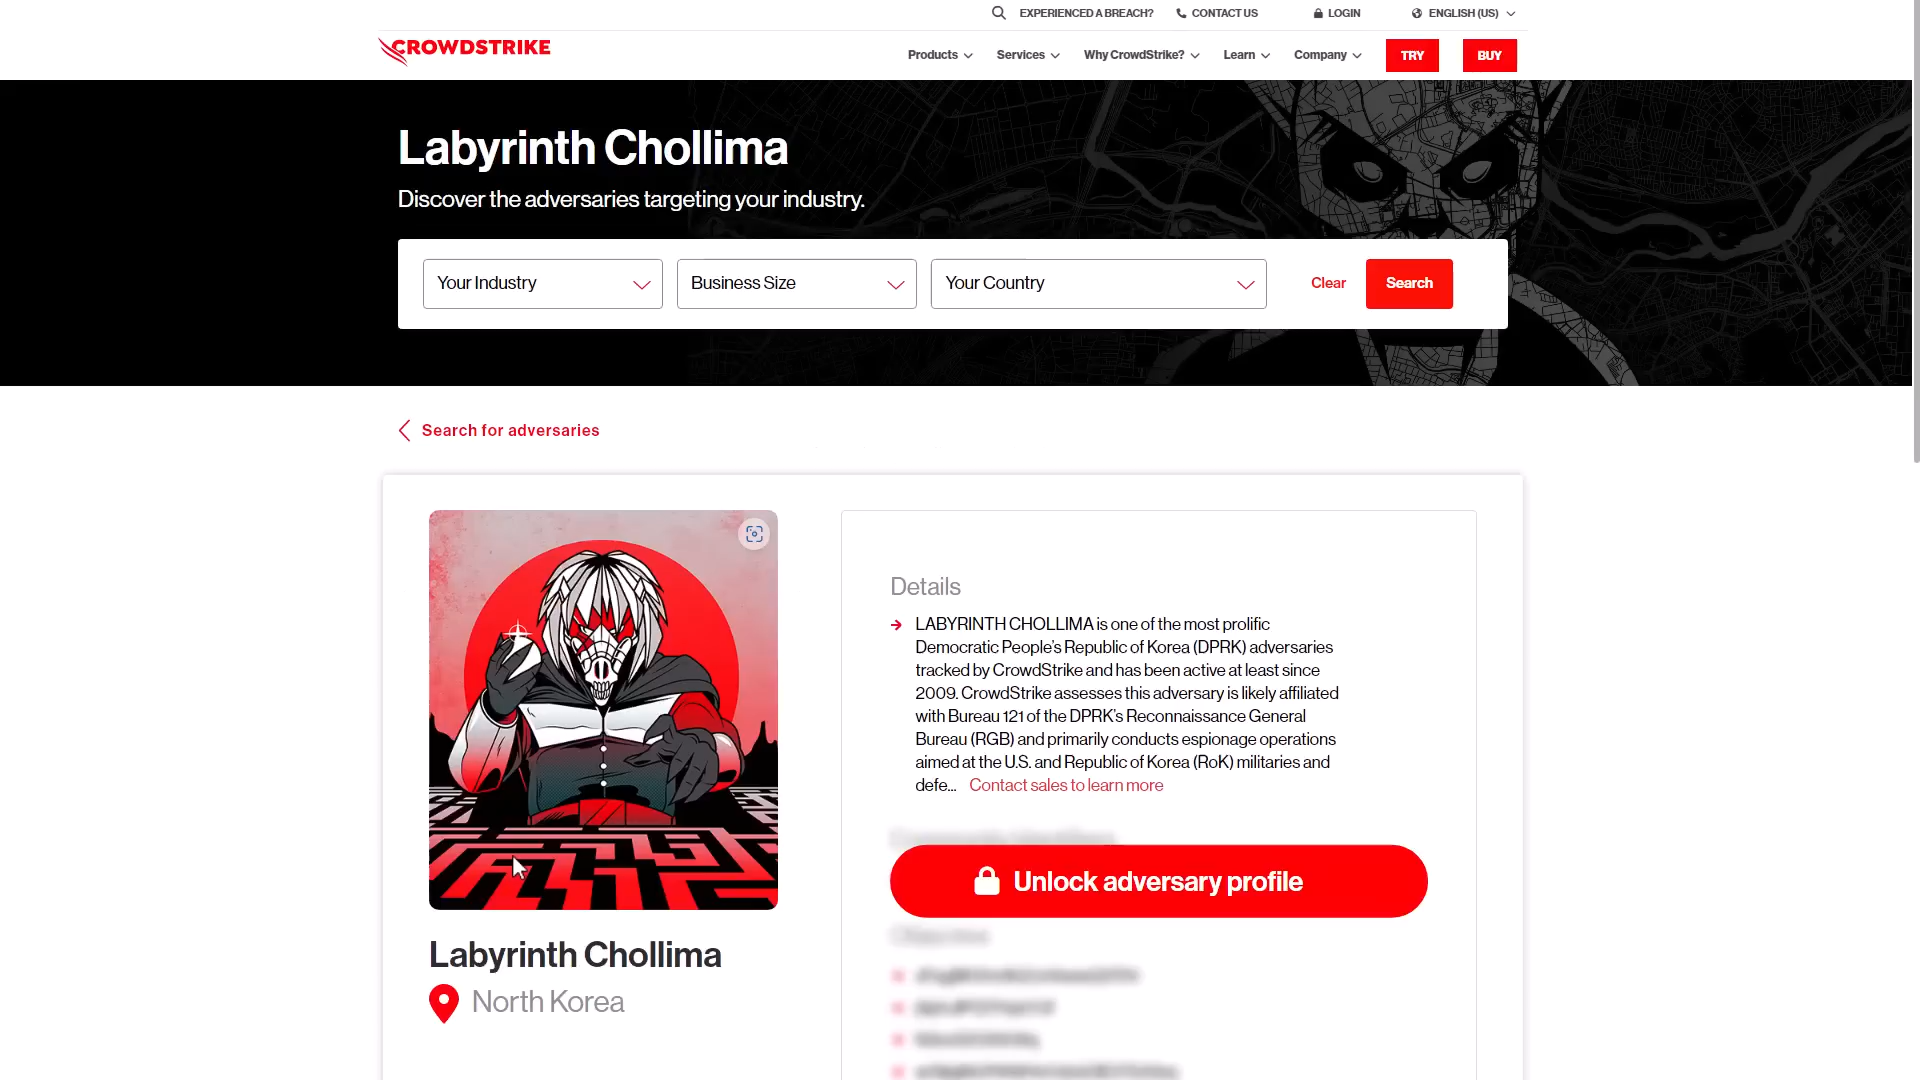 EXPERIENCED A BREACH? CONTACT US LOGIN ENGLISH (US)
CROWDSTRIKE
Products Services Why CrowdStrike? Learn Company TRY BUY
Labyrinth Chollima
Discover the adversaries targeting your industry.
Your Industry Business Size Your Country Clear Search
Search for adversaries
Details
LABYRINTH CHOLLIMA is one of the most prolific
Democratic People's Republic of Korea (DPRK) adversaries
tracked by CrowdStrike and has been active at least since
2009. CrowdStrike assesses this adversary is likely affiliated
with Bureau 121 of the DPRK's Reconnaissance General
Bureau (RGB) and primarily conducts espionage operations
aimed at the U.S. and Republic of Korea (RoK) militaries and
defe... Contact sales to learn more
Unlock adversary profile
Labyrinth Chollima
North Korea